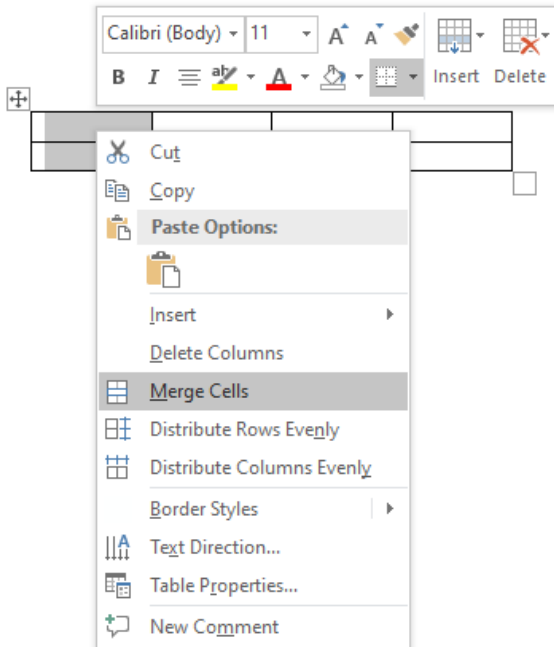 Calibri (Body) 11 A A
B I ab A Insert Delete
Cut
Copy
Paste Options:
Insert
Delete Columns
Merge Cells
Distribute Rows Evenly
Distribute Columns Evenly
Border Styles
A Text Direction...
Table Properties...
New Comment